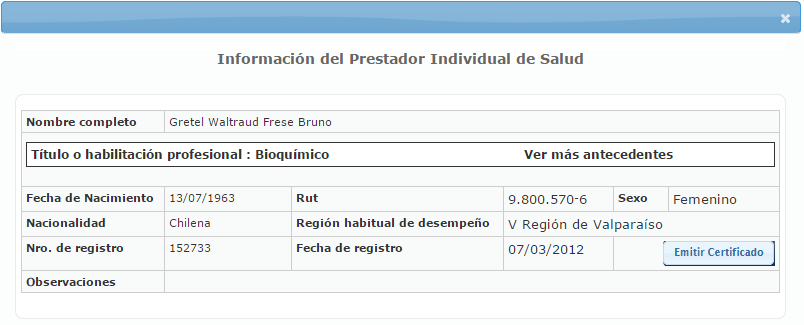 Información del Prestador Individual de Salud
Nombre completo Gretel Waltraud Frese Bruno
Título o habilitación profesional : Bioquímico Ver más antecedentes
Fecha de Nacimiento 13/07/1963 Rut 9.800.570-6 Sexo Femenino
Nacionalidad Chilena Región habitual de desempeño V Región de Valparaíso
Nro. de registro 152733 Fecha de registro 07/03/2012 Emitir Certificado
Observaciones